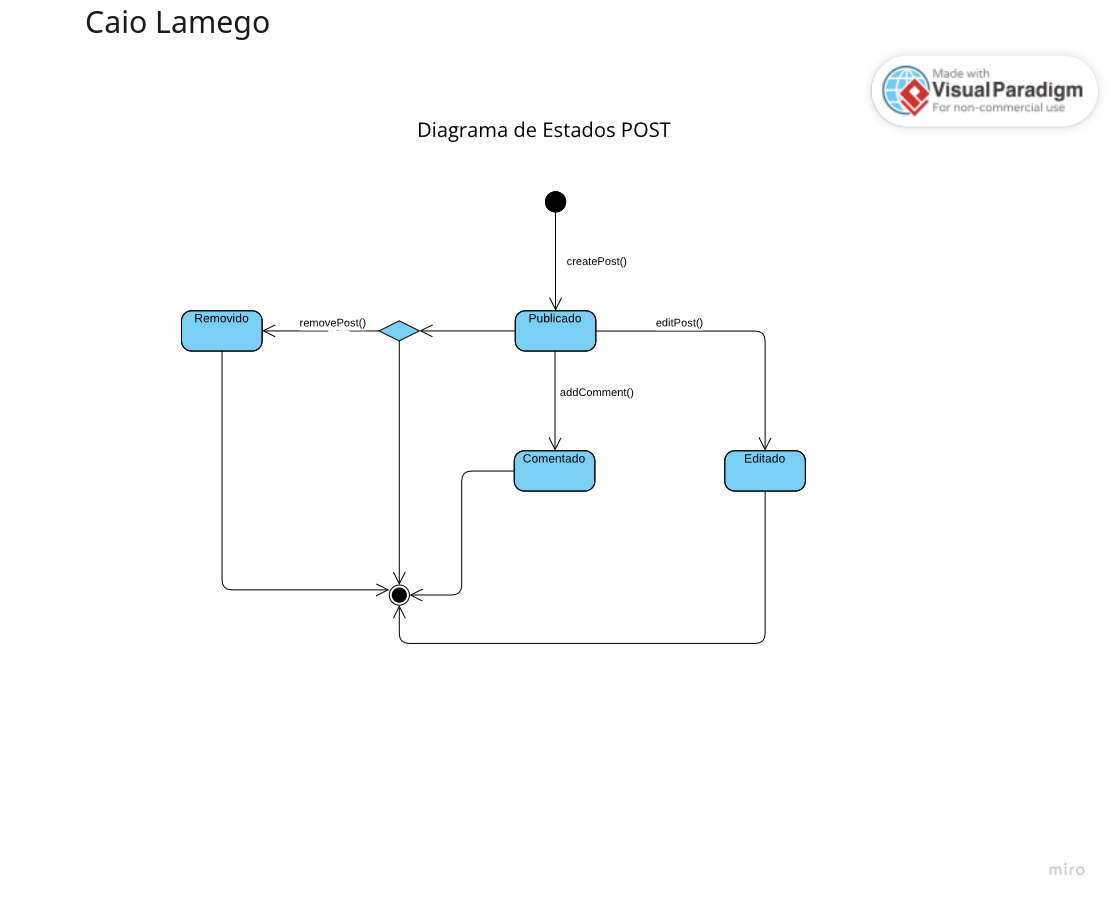 Caio Lamego
Made with
Visual Paradigm
For non-commercial use
Diagrama de Estados POST
createPost()
Removido
removePost()
Publicado
editPost()
addComment()
Comentado
Editado
miro